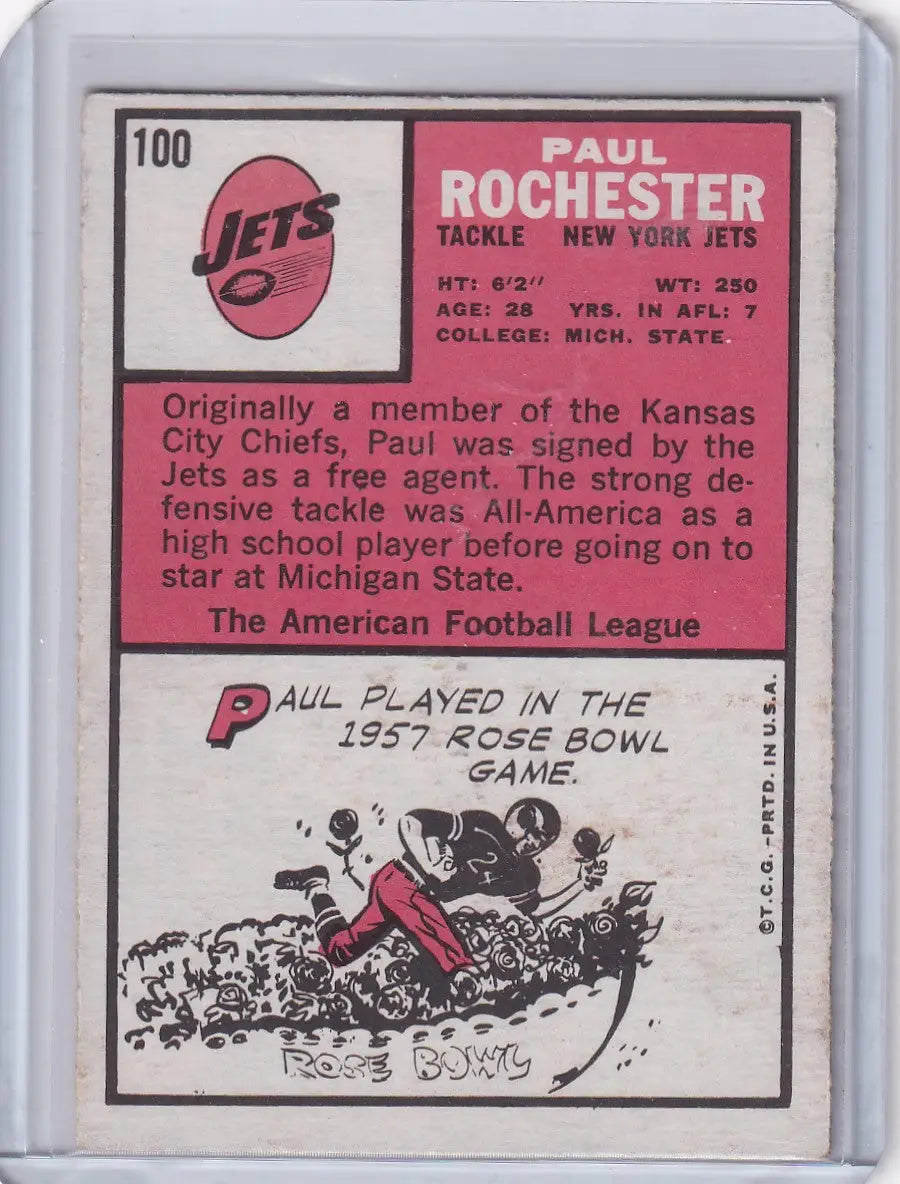 100
JETS
PAUL
ROCHESTER
TACKLE NEW YORK JETS
HT: 6'2" WT: 250
AGE: 28 YRS. IN AFL: 7
COLLEGE: MICH. STATE.
Originally a member of the Kansas
City Chiefs, Paul was signed by the
Jets as a free agent. The strong de-
fensive tackle was All-America as a
high school player before going on to
star at Michigan State.
The American Football League
PAUL PLAYED IN THE
1957 ROSE BOWL
GAME.
24
ROSE BOWL
©T.C.G.-PRTD. IN U.S.A.